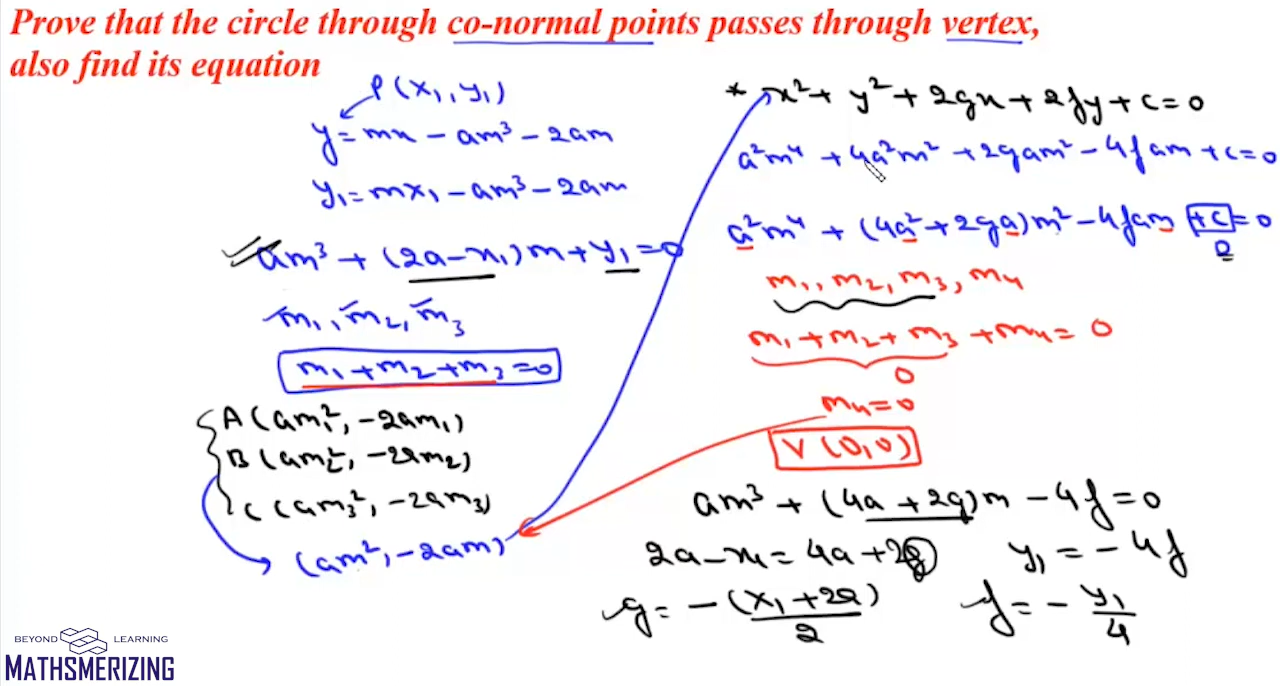 Prove that the circle through co-normal points passes through vertex,
also find its equation
P(x₁, y₁)
y = mx - am³ - 2am
y₁ = mx₁ - am³ - 2am
am³ + (2a - x₁)m + y₁ = 0
m₁, m₂, m₃
m₁ + m₂ + m₃ = 0
A(am₁², -2am₁)
B(am₂², -2am₂)
C(am₃², -2am₃)
(am², -2am)
* x² + y² + 2gx + 2fy + c = 0
a²m⁴ + 4a²m² + 2gam² - 4fam + c = 0
a²m⁴ + (4a² + 2ga)m² - 4fam + c = 0
0
m₁, m₂, m₃, m₄
m₁ + m₂ + m₃ + m₄ = 0
0
m₄ = 0
V(0,0)
am³ + (4a + 2g)m - 4f = 0
2a - x₁ = 4a + 2g y₁ = -4f
g = -(x₁ + 2a)/2 f = -y₁/4
BEYOND LEARNING
MATHSMERIZING